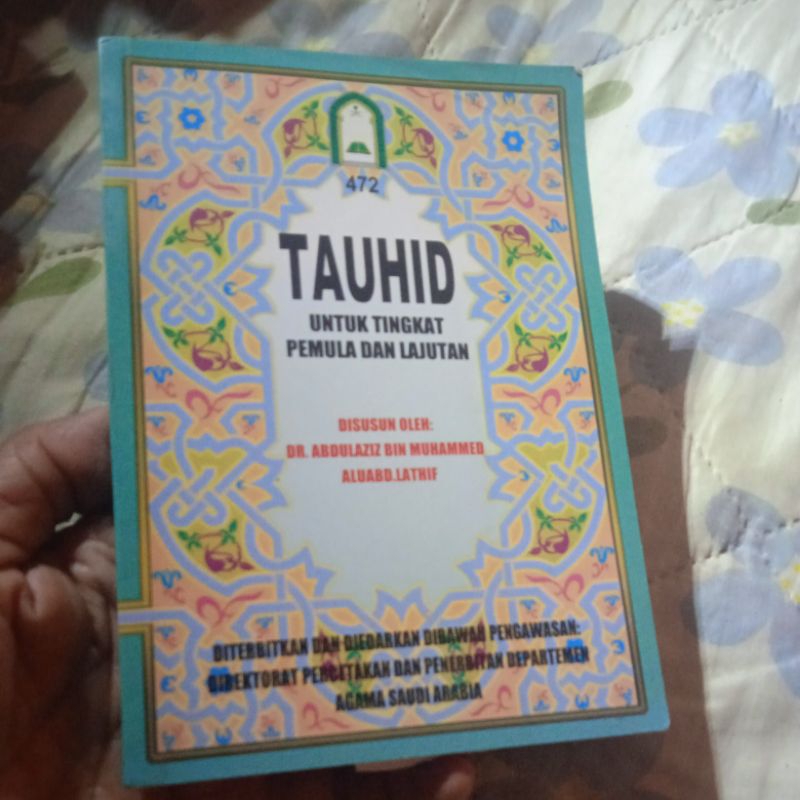 472
TAUHID
UNTUK TINGKAT
PEMULA DAN LAJUTAN
DISUSUN OLEH:
DR. ABDULAZIZ BIN MUHAMMED
ALUABD.LATHIF
DITERBITKAN DAN DIEDARKAN DIBAWAH PENGAWASAN:
DIREKTORAT PERCETAKAN DAN PENERBITAN DEPARTEMEN
AGAMA SAUDI ARABIA